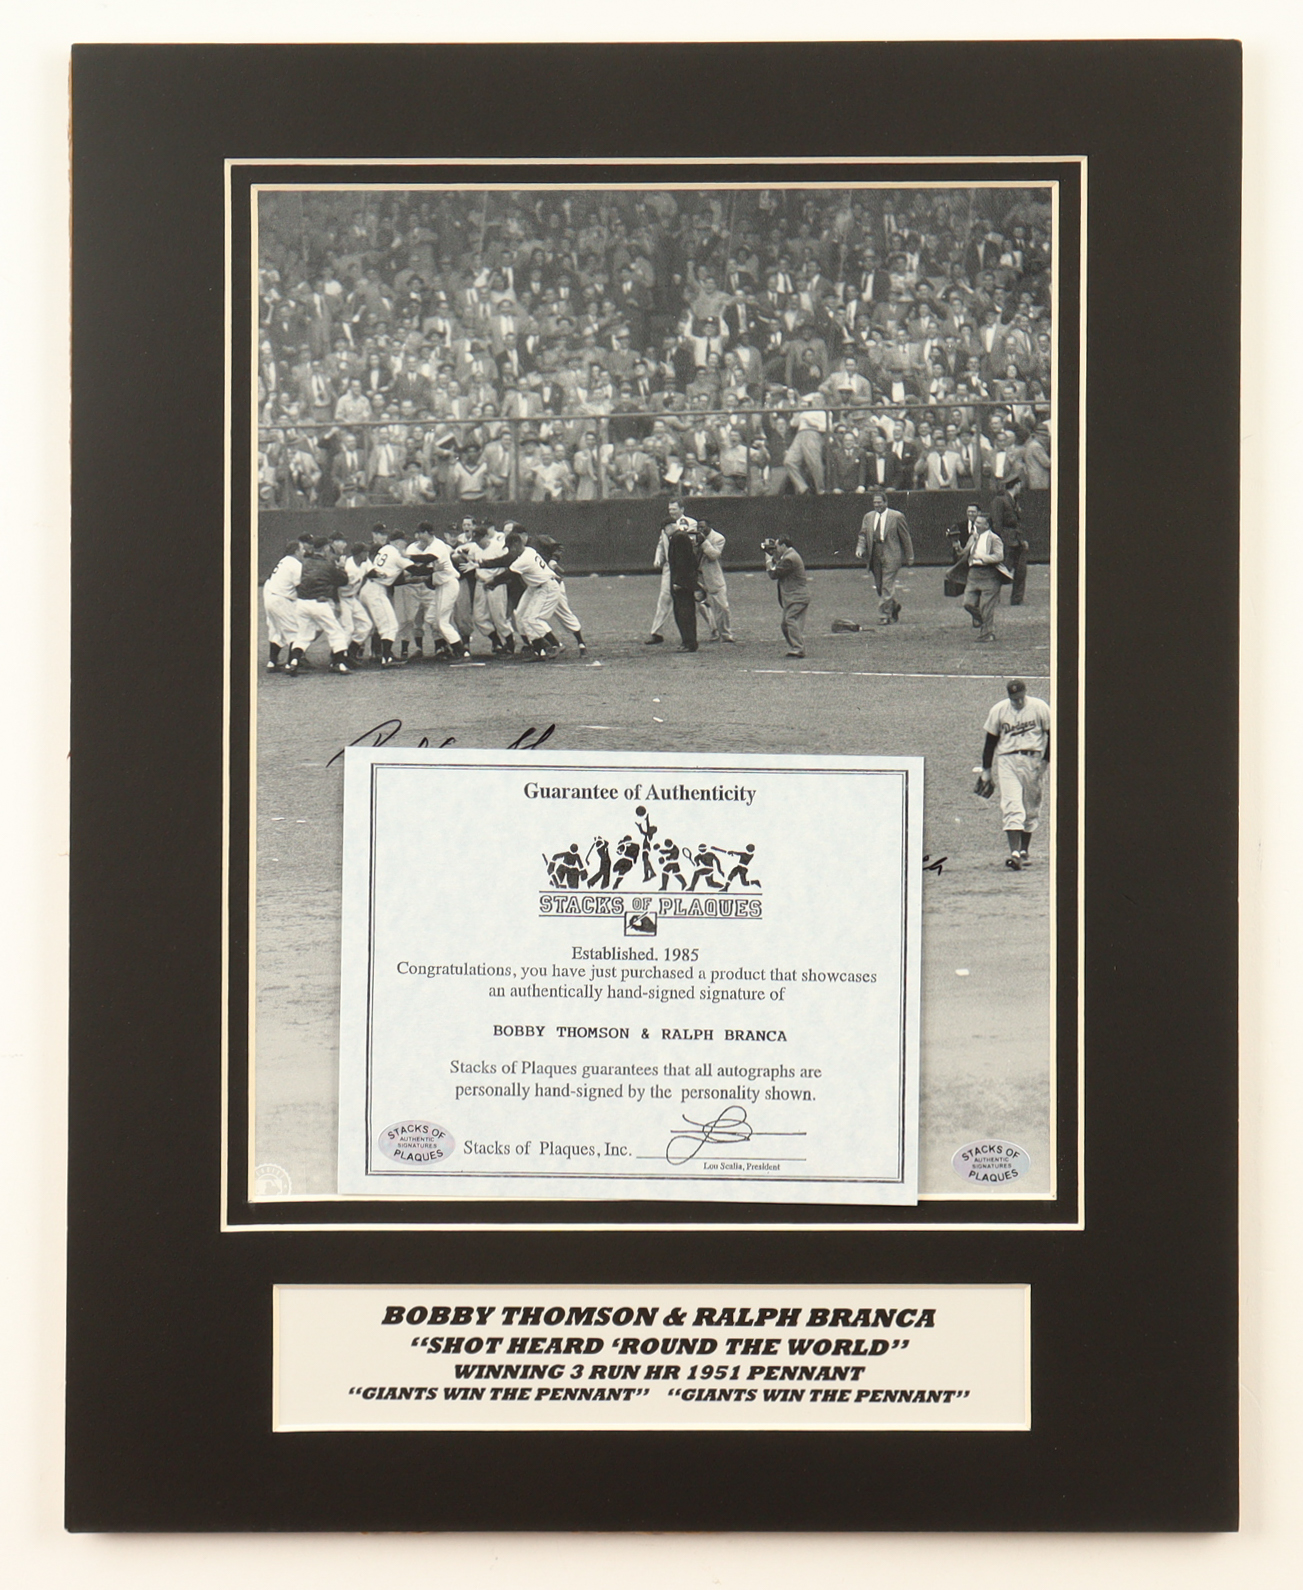 Dodgers
Guarantee of Authenticity
STACKS OF PLAQUES
Established. 1985
Congratulations, you have just purchased a product that showcases
an authentically hand-signed signature of
BOBBY THOMSON & RALPH BRANCA
Stacks of Plaques guarantees that all autographs are
personally hand-signed by the personality shown.
STACKS OF
AUTHENTIC
SIGNATURES
PLAQUES
Stacks of Plaques, Inc.
Lou Scalia, President
STACKS OF
AUTHENTIC
SIGNATURES
PLAQUES
BOBBY THOMSON & RALPH BRANCA
“SHOT HEARD ‘ROUND THE WORLD”
WINNING 3 RUN HR 1951 PENNANT
“GIANTS WIN THE PENNANT” “GIANTS WIN THE PENNANT”